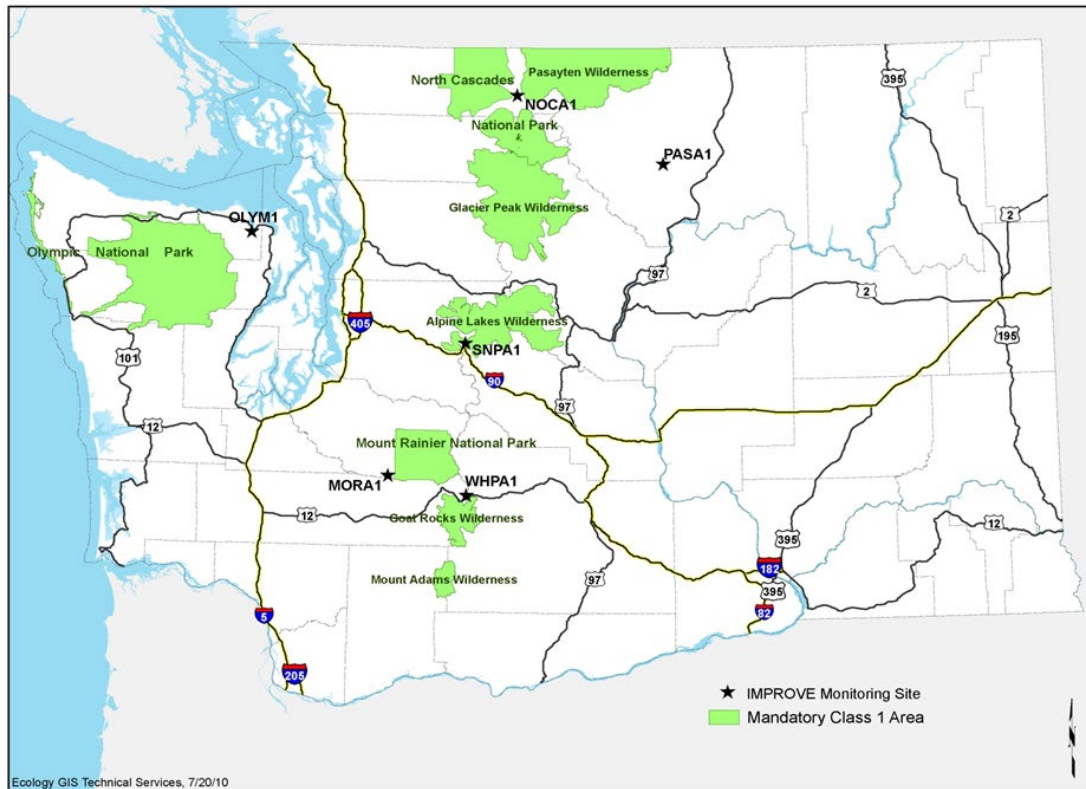 395
North Cascades
Pasayten Wilderness
NOCA1
National Park
PASA1
Glacier Peak Wilderness
OLYM1
2
Olympic National Park
97
2
405
Alpine Lakes Wilderness
SNPA1
195
101
90
97
12
Mount Rainier National Park
MORA1
WHPA1
12
Goat Rocks Wilderness
12
395
182
Mount Adams Wilderness
97
395
82
5
205
IMPROVE Monitoring Site
Mandatory Class 1 Area
N
Ecology GIS Technical Services, 7/20/10